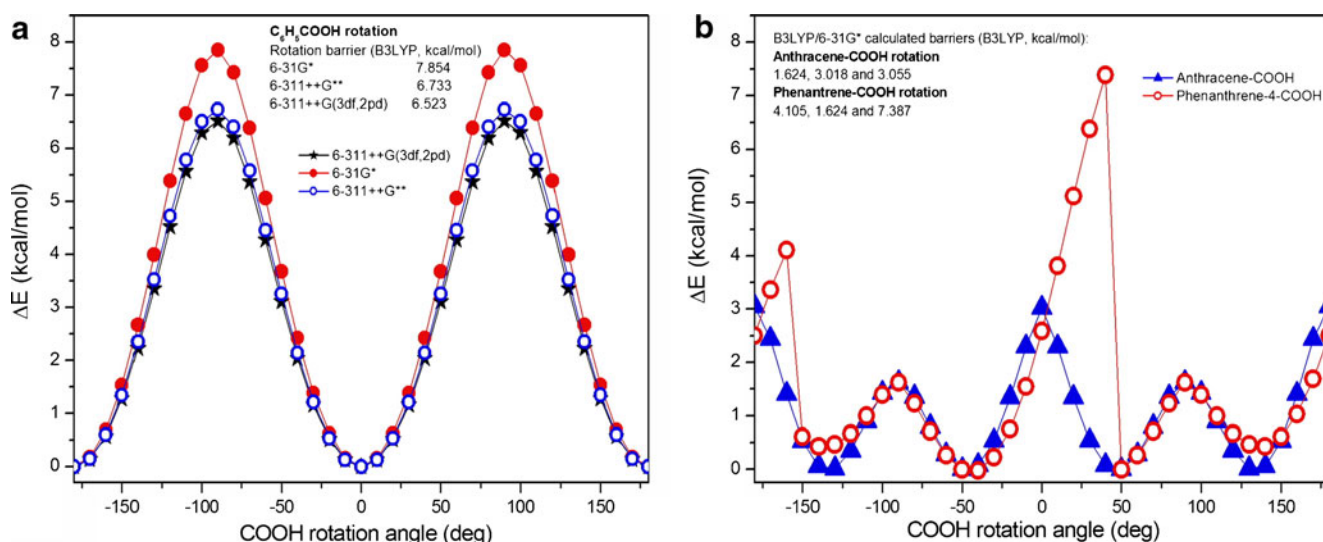 a
C6H5COOH rotation
Rotation barrier (B3LYP, kcal/mol)
6-31G* 7.854
6-311++G** 6.733
6-311++G(3df,2pd) 6.523
6-311++G(3df,2pd)
6-31G*
6-311++G**
ΔE (kcal/mol)
8
7
6
5
4
3
2
1
0
-150 -100 -50 0 50 100 150
COOH rotation angle (deg)
b
B3LYP/6-31G* calculated barriers (B3LYP, kcal/mol):
Anthracene-COOH rotation
1.624, 3.018 and 3.055
Phenantrene-COOH rotation
4.105, 1.624 and 7.387
Anthracene-COOH
Phenanthrene-4-COOH
ΔE (kcal/mol)
8
7
6
5
4
3
2
1
0
-150 -100 -50 0 50 100 150
COOH rotation angle (deg)